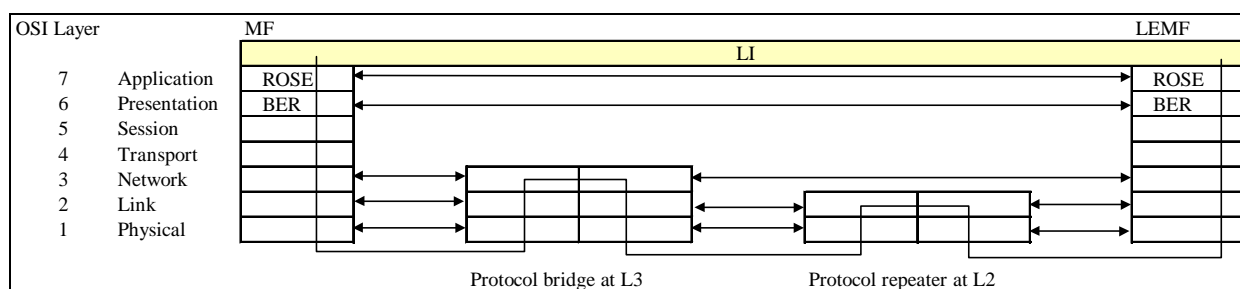 OSI Layer MF LEMF
LI
7 Application ROSE ROSE
6 Presentation BER BER
5 Session
4 Transport
3 Network
2 Link
1 Physical
Protocol bridge at L3 Protocol repeater at L2